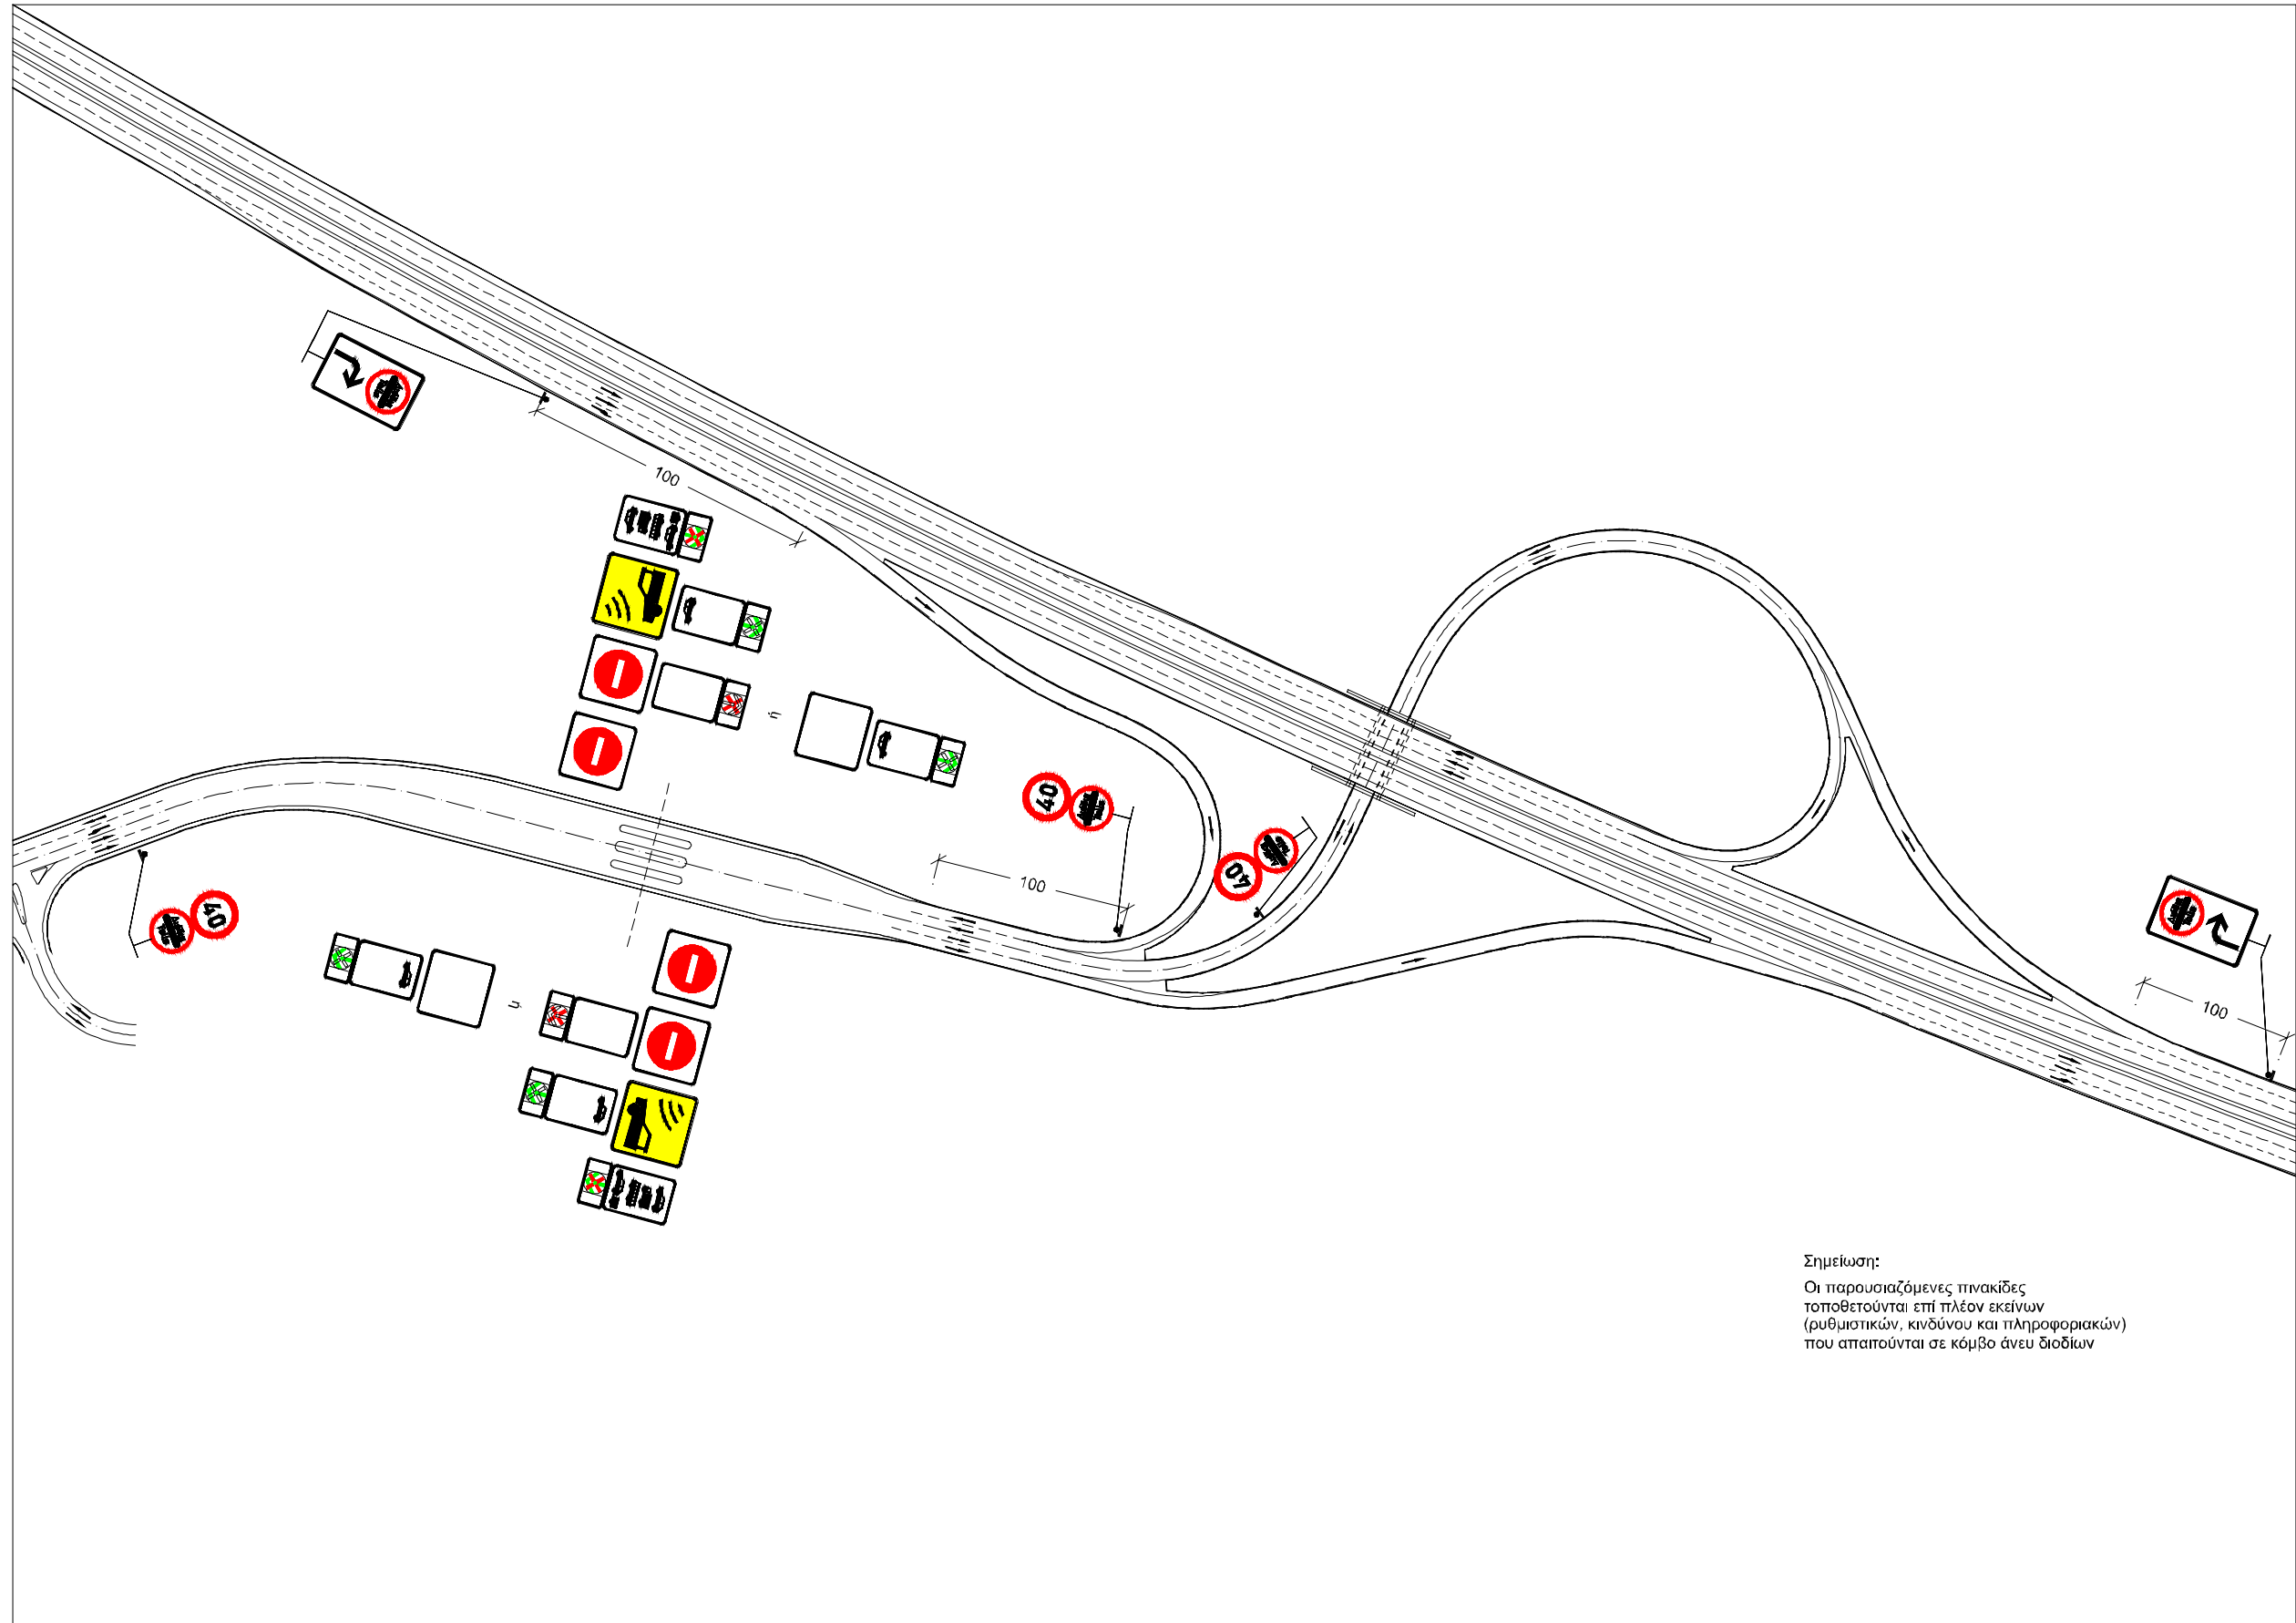 100
ή
40
100
40
40
ή
100
Σημείωση:
Οι παρουσιαζόμενες πινακίδες
τοποθετούνται επί πλέον εκείνων
(ρυθμιστικών, κινδύνου και πληροφοριακών)
που απαιτούνται σε κόμβο άνευ διοδίων